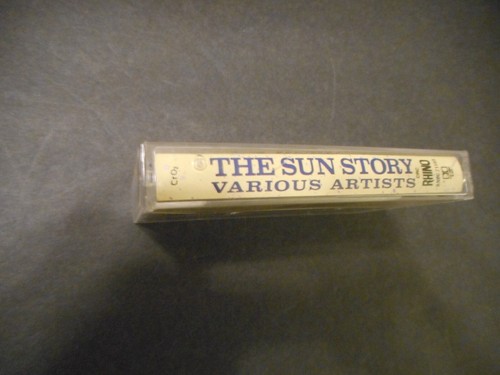 CrO₂
THE SUN STORY
VARIOUS ARTISTS
RHINO